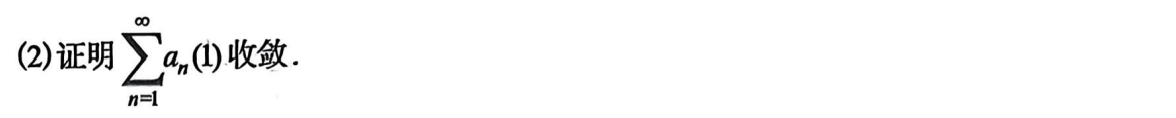 (2)证明 $\sum_{n=1}^{\infty} a_n(1)$ 收敛.